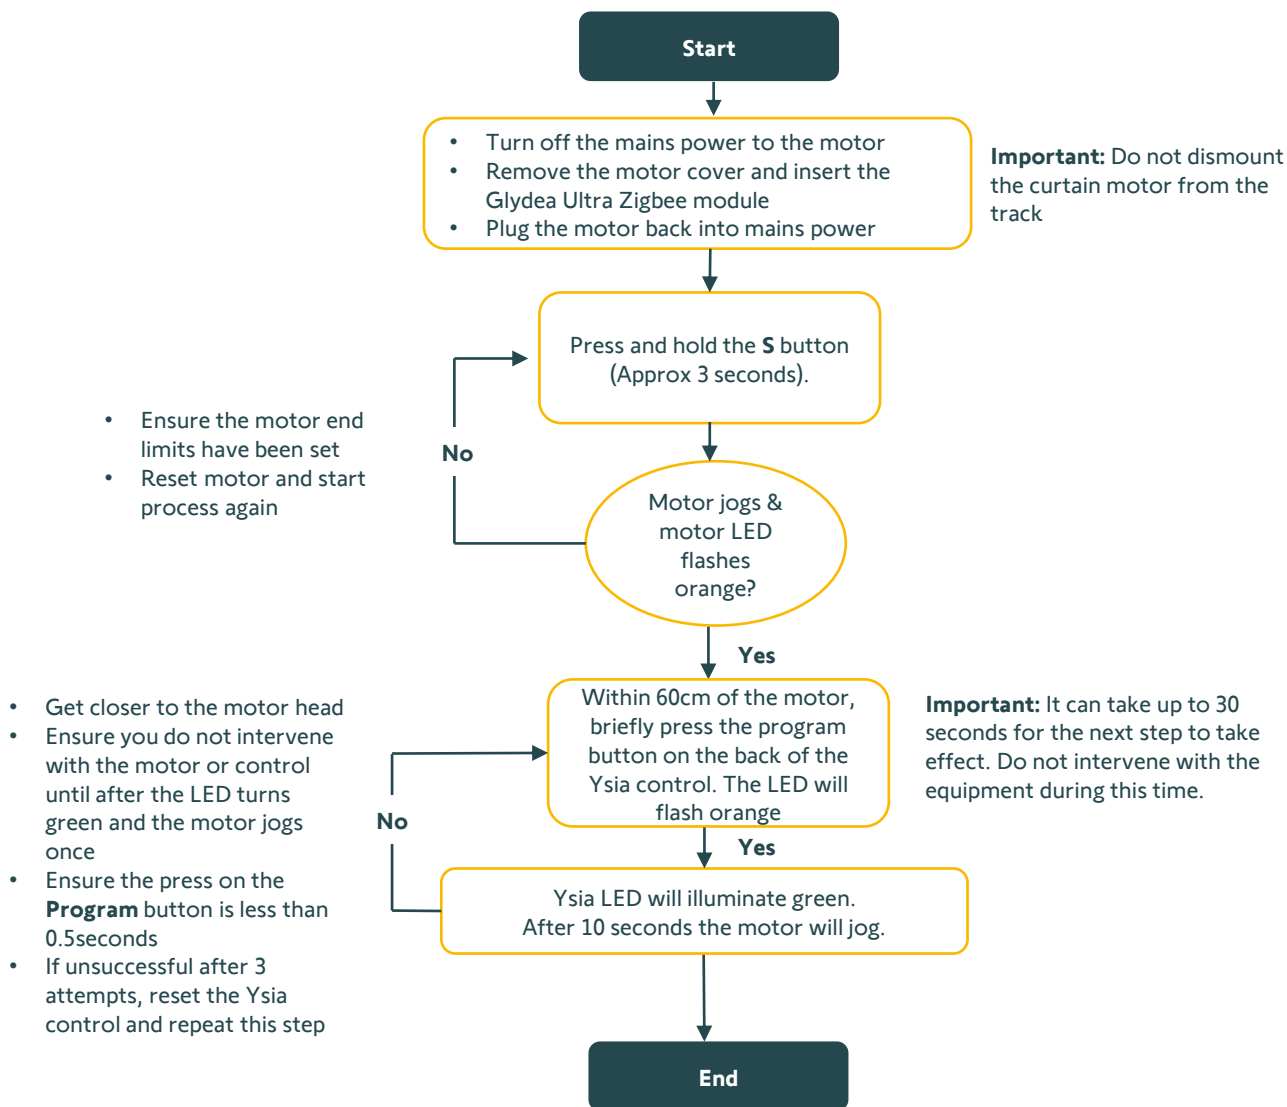 Start
• Turn off the mains power to the motor
• Remove the motor cover and insert the
Glydea Ultra Zigbee module
• Plug the motor back into mains power
Important: Do not dismount
the curtain motor from the
track
Press and hold the S button
(Approx 3 seconds).
• Ensure the motor end
limits have been set
• Reset motor and start
process again
No
Motor jogs &
motor LED
flashes
orange?
Yes
Within 60cm of the motor,
briefly press the program
button on the back of the
Ysia control. The LED will
flash orange
Important: It can take up to 30
seconds for the next step to take
effect. Do not intervene with the
equipment during this time.
• Get closer to the motor head
• Ensure you do not intervene
with the motor or control
until after the LED turns
green and the motor jogs
once
• Ensure the press on the
Program button is less than
0.5seconds
• If unsuccessful after 3
attempts, reset the Ysia
control and repeat this step
No
Yes
Ysia LED will illuminate green.
After 10 seconds the motor will jog.
End